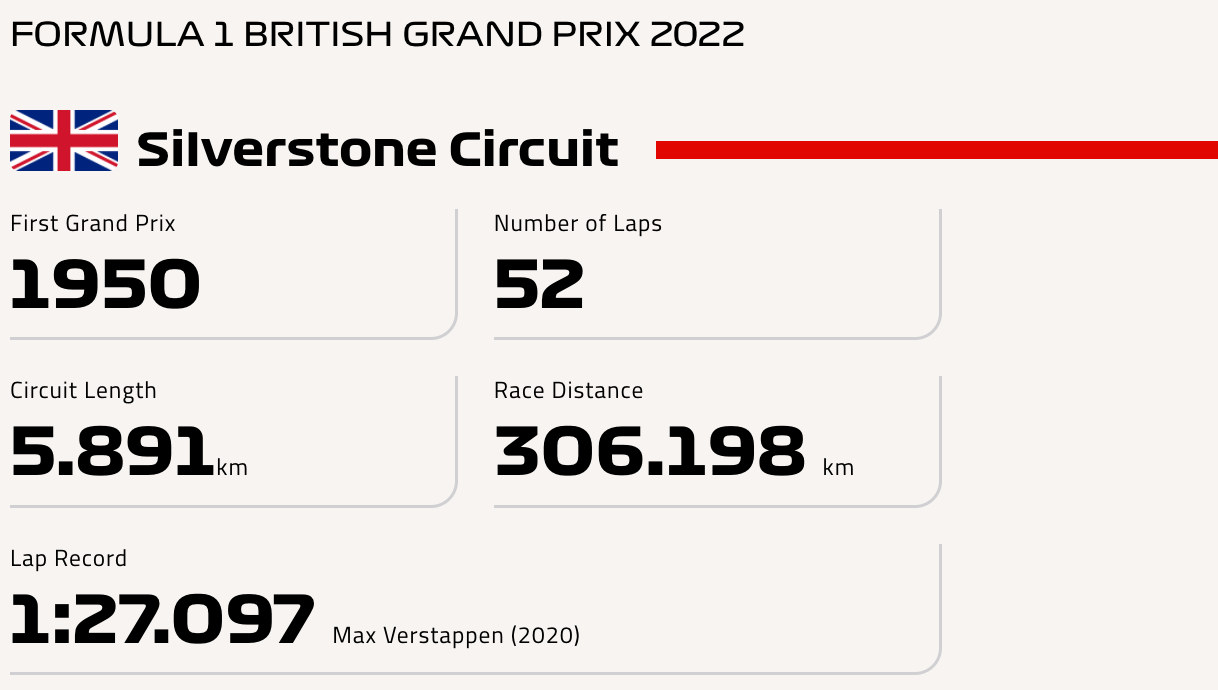 FORMULA 1 BRITISH GRAND PRIX 2022
Silverstone Circuit
First Grand Prix
1950
Number of Laps
52
Circuit Length
5.891km
Race Distance
306.198 km
Lap Record
1:27.097 Max Verstappen (2020)